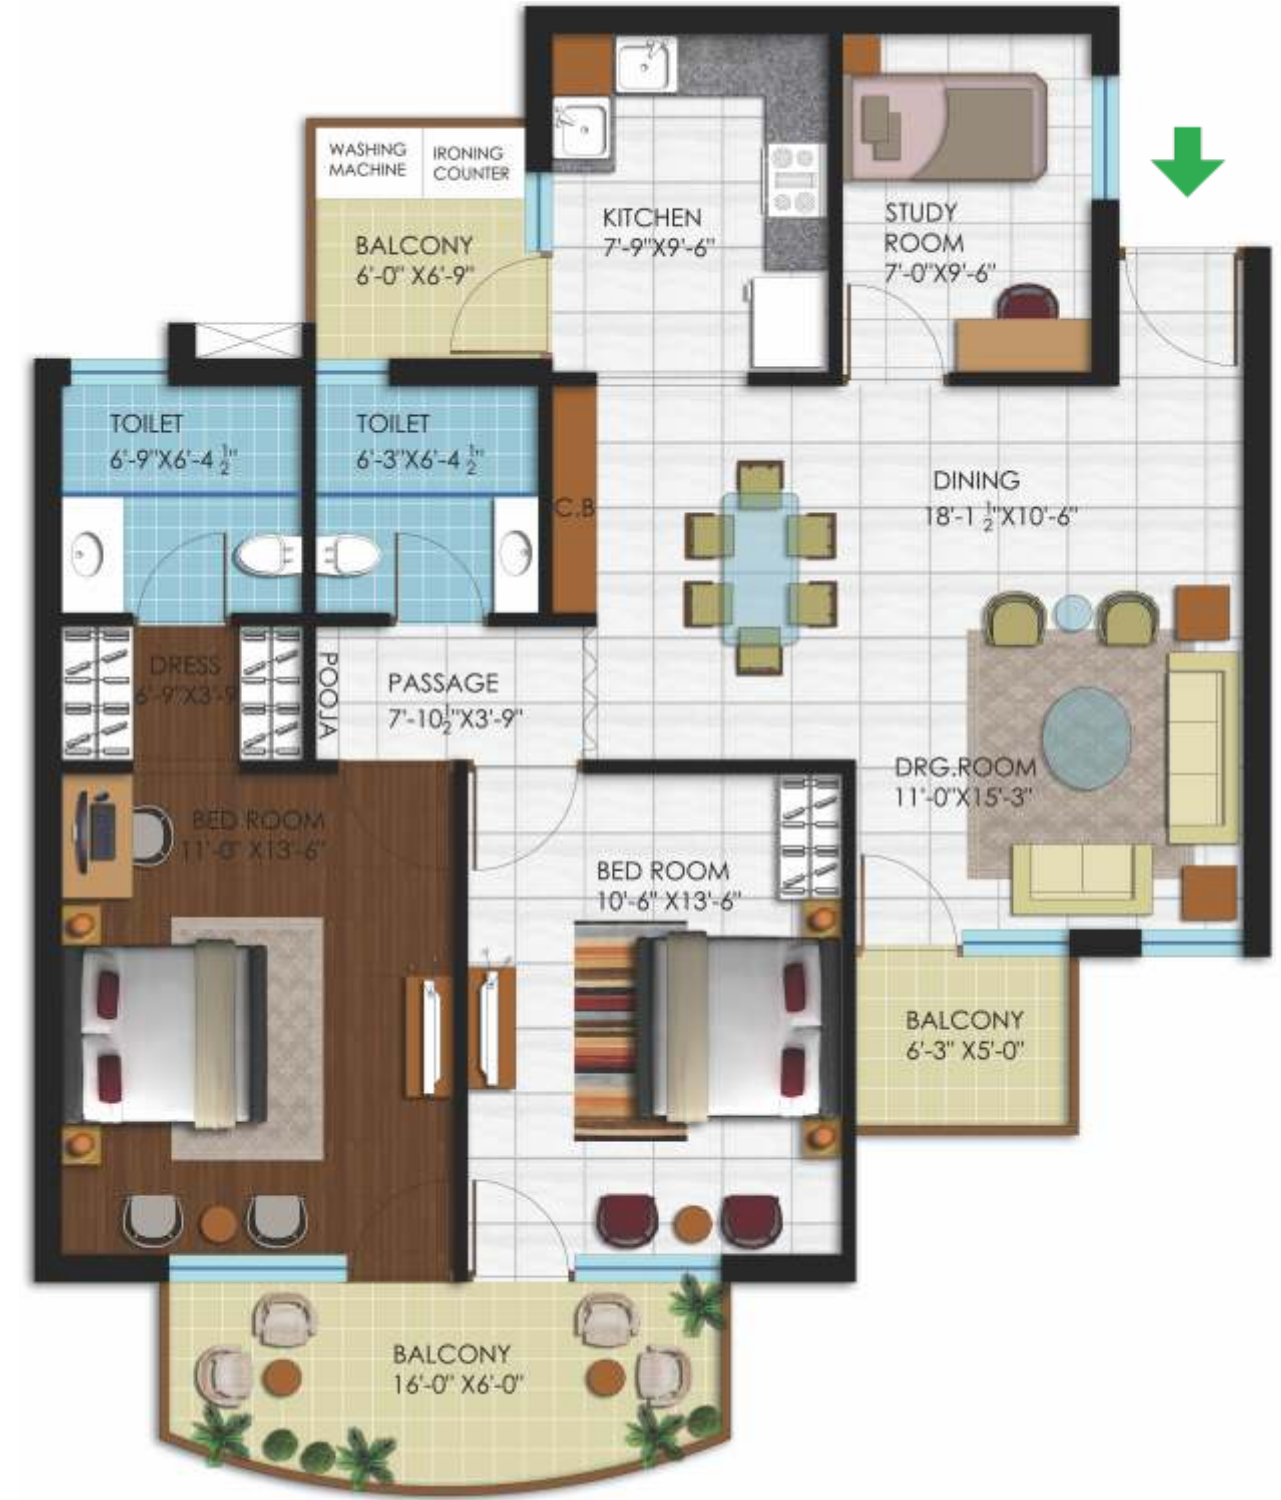 WASHING
MACHINE
IRONING
COUNTER
BALCONY
6'-0" X6'-9"
KITCHEN
7'-9"X9'-6"
STUDY
ROOM
7'-0"X9'-6"
TOILET
6'-9"X6'-4 1/2"
TOILET
6'-3"X6'-4 1/2"
C.B
DINING
18'-1 1/2"X10'-6"
DRESS
6'-9"X3'-9
POOJA
PASSAGE
7'-10 1/2"X3'-9"
DRG.ROOM
11'-0"X15'-3"
BED ROOM
11'-0" X13'-6"
BED ROOM
10'-6" X13'-6"
BALCONY
6'-3" X5'-0"
BALCONY
16'-0" X6'-0"